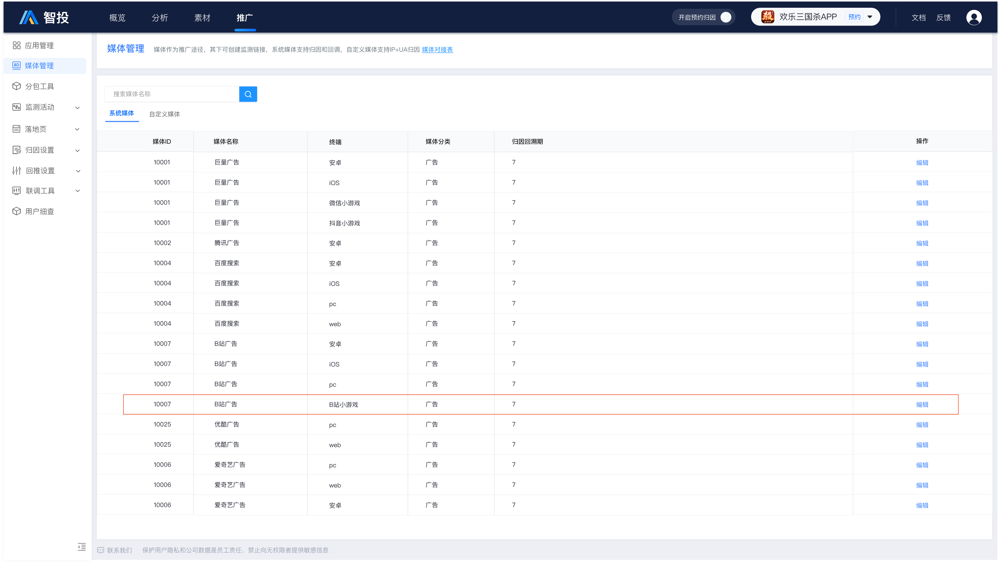 智投 概览 分析 素材 推广 开启预约归因 欢乐三国杀APP 预约 文档 反馈
应用管理
媒体管理
分包工具
监测活动
落地页
归因设置
回推设置
联调工具
用户细查
媒体管理 媒体作为推广途径，其下可创建监测链接，系统媒体支持归因和回调，自定义媒体支持IP+UA归因 媒体对接表
搜索媒体名称
系统媒体 自定义媒体
媒体ID 媒体名称 终端 媒体分类 归因回溯期 操作
10001 巨量广告 安卓 广告 7 编辑
10001 巨量广告 iOS 广告 7 编辑
10001 巨量广告 微信小游戏 广告 7 编辑
10001 巨量广告 抖音小游戏 广告 7 编辑
10002 腾讯广告 安卓 广告 7 编辑
10004 百度搜索 安卓 广告 7 编辑
10004 百度搜索 iOS 广告 7 编辑
10004 百度搜索 pc 广告 7 编辑
10004 百度搜索 web 广告 7 编辑
10007 B站广告 安卓 广告 7 编辑
10007 B站广告 iOS 广告 7 编辑
10007 B站广告 pc 广告 7 编辑
10007 B站广告 B站小游戏 广告 7 编辑
10025 优酷广告 pc 广告 7 编辑
10025 优酷广告 web 广告 7 编辑
10006 爱奇艺广告 pc 广告 7 编辑
10006 爱奇艺广告 web 广告 7 编辑
10006 爱奇艺广告 安卓 广告 7 编辑
联系我们 保护用户隐私和公司数据是员工责任，禁止向无权限者提供敏感信息